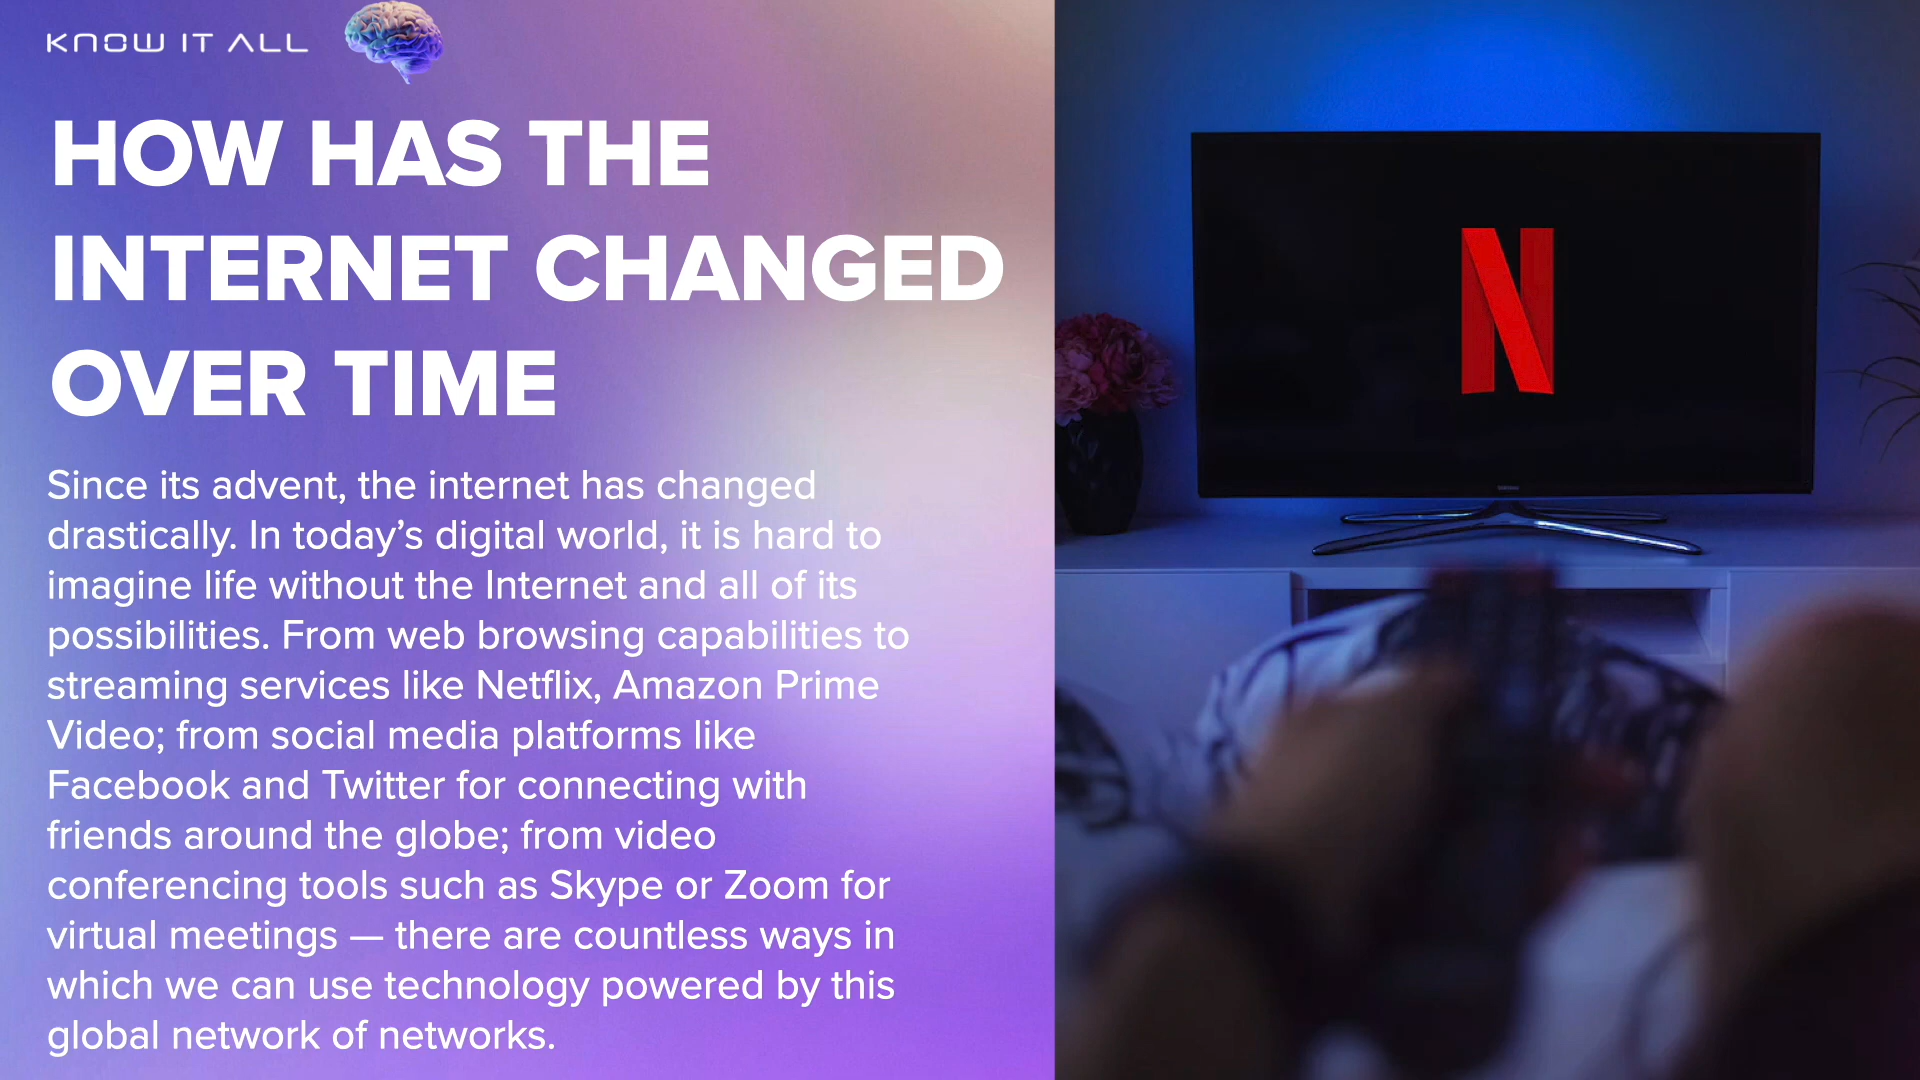 KNOW IT ALL
HOW HAS THE
INTERNET CHANGED
OVER TIME
Since its advent, the internet has changed
drastically. In today’s digital world, it is hard to
imagine life without the Internet and all of its
possibilities. From web browsing capabilities to
streaming services like Netflix, Amazon Prime
Video; from social media platforms like
Facebook and Twitter for connecting with
friends around the globe; from video
conferencing tools such as Skype or Zoom for
virtual meetings — there are countless ways in
which we can use technology powered by this
global network of networks.
N